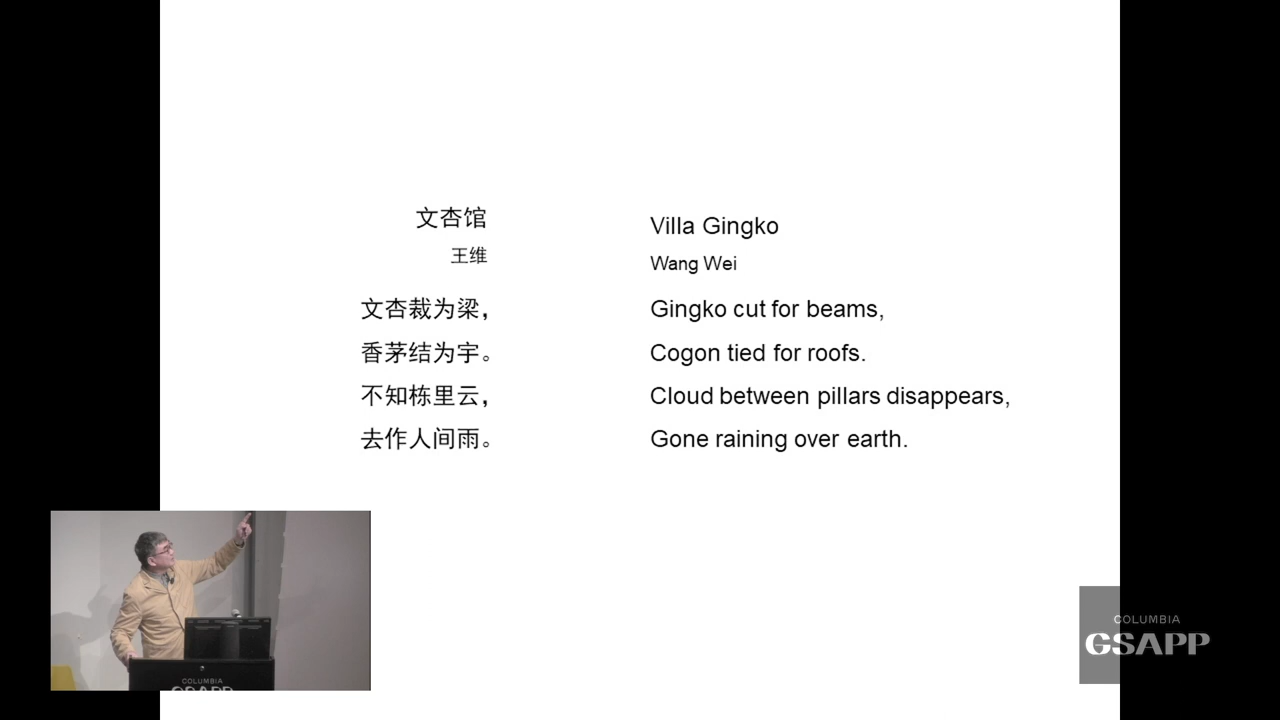 文杏馆
王维
文杏裁为梁，
香茅结为宇。
不知栋里云，
去作人间雨。
Villa Gingko
Wang Wei
Gingko cut for beams,
Cogon tied for roofs.
Cloud between pillars disappears,
Gone raining over earth.
COLUMBIA
GSAPP
COLUMBIA
GSAPP